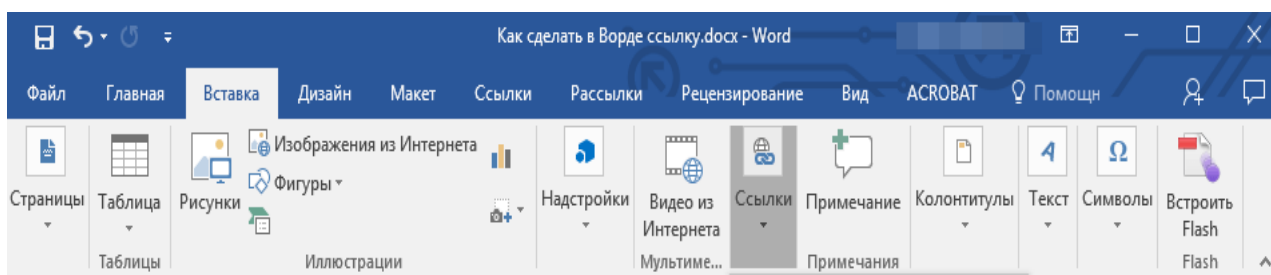 Как сделать в Ворде ссылку.docx - Word
Файл Главная Вставка Дизайн Макет Ссылки Рассылки Рецензирование Вид ACROBAT Помощн
Изображения из Интернета
Фигуры
Страницы Таблица Рисунки Надстройки Видео из Интернета Ссылки Примечание Колонтитулы Текст Символы Встроить Flash
Таблицы Иллюстрации Мультиме... Примечания Flash